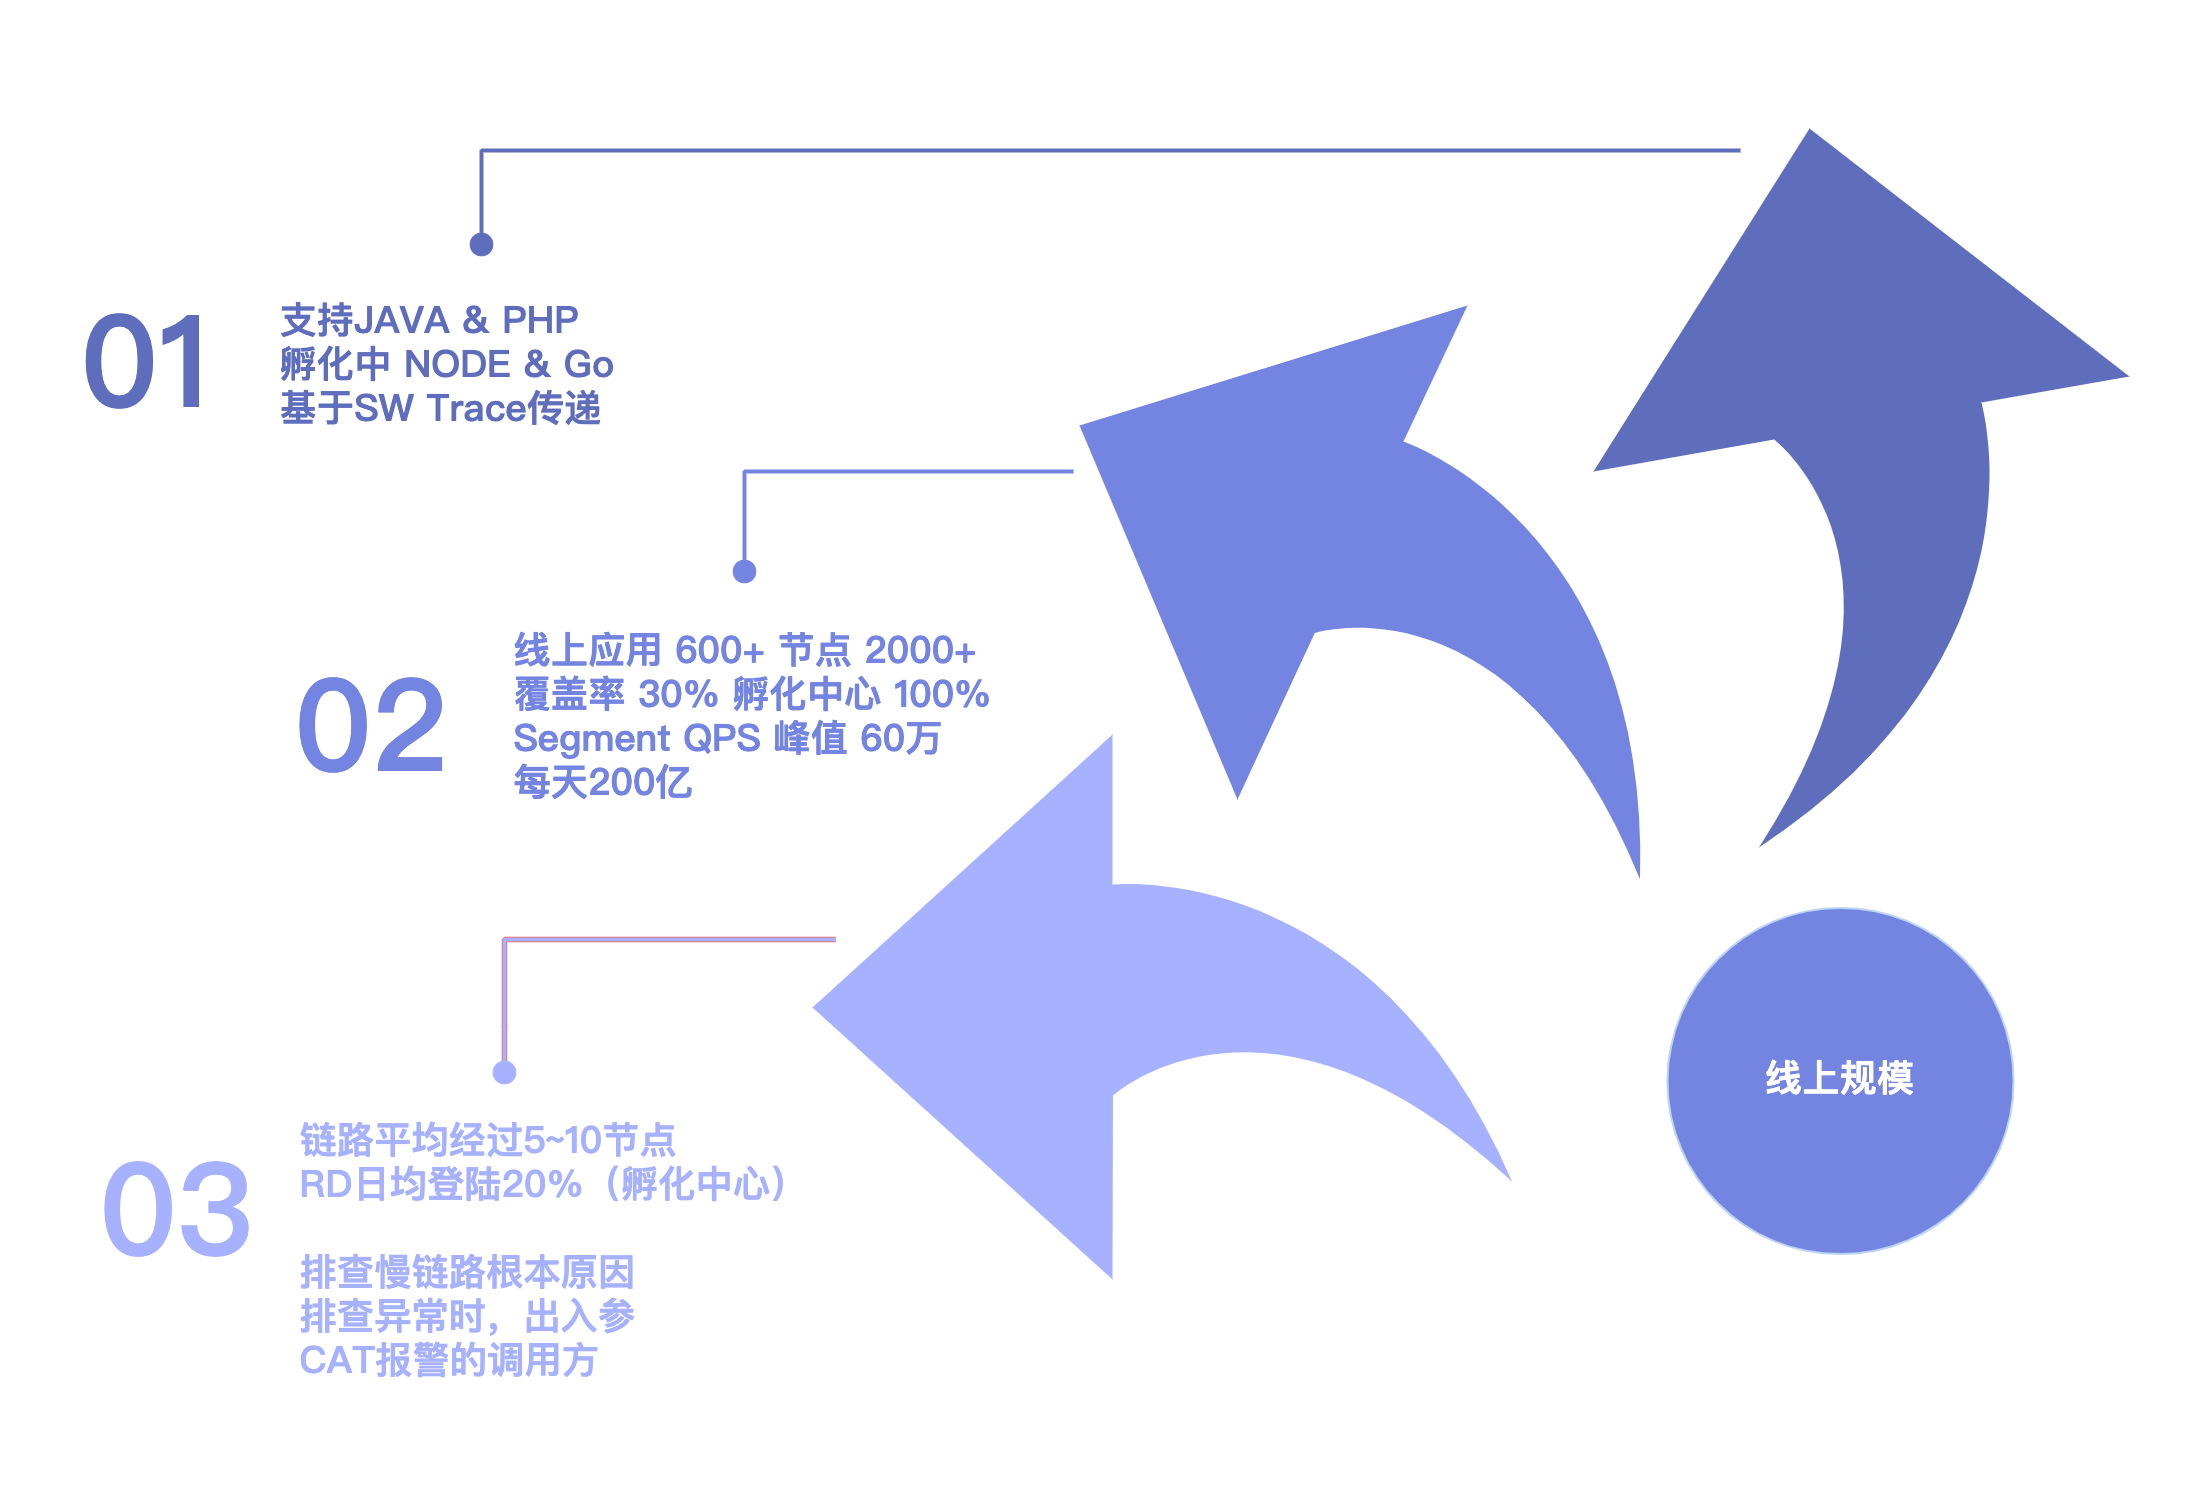 01
支持JAVA & PHP
孵化中 NODE & Go
基于SW Trace传递
02
线上应用 600+ 节点 2000+
覆盖率 30% 孵化中心 100%
Segment QPS 峰值 60万
每天200亿
03
链路平均经过5~10节点
RD日均登陆20%（孵化中心）
排查慢链路根本原因
排查异常时，出入参
CAT报警的调用方
线上规模